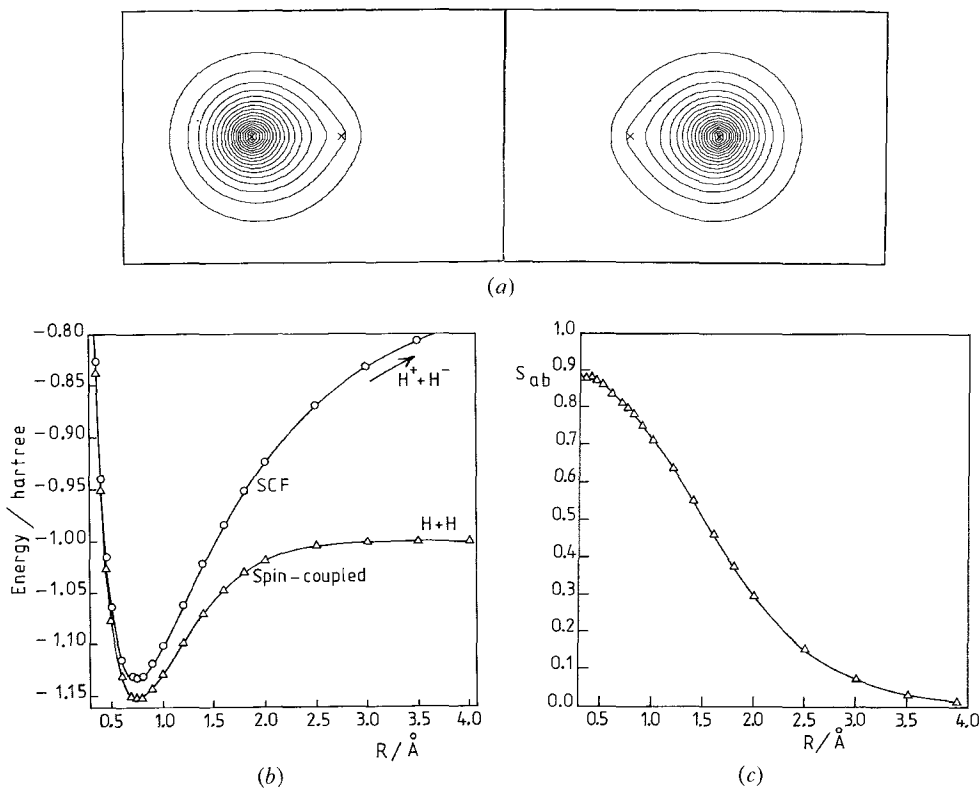 (a)
Energy / hartree
-0.80
-0.85
-0.90
-0.95
-1.00
-1.05
-1.10
-1.15
H⁺ + H⁻
SCF
H + H
Spin-coupled
0.5 1.0 1.5 2.0 2.5 3.0 3.5 4.0
R / Å
(b)
S_ab
1.0
0.9
0.8
0.7
0.6
0.5
0.4
0.3
0.2
0.1
0.0
0.5 1.0 1.5 2.0 2.5 3.0 3.5 4.0
R / Å
(c)